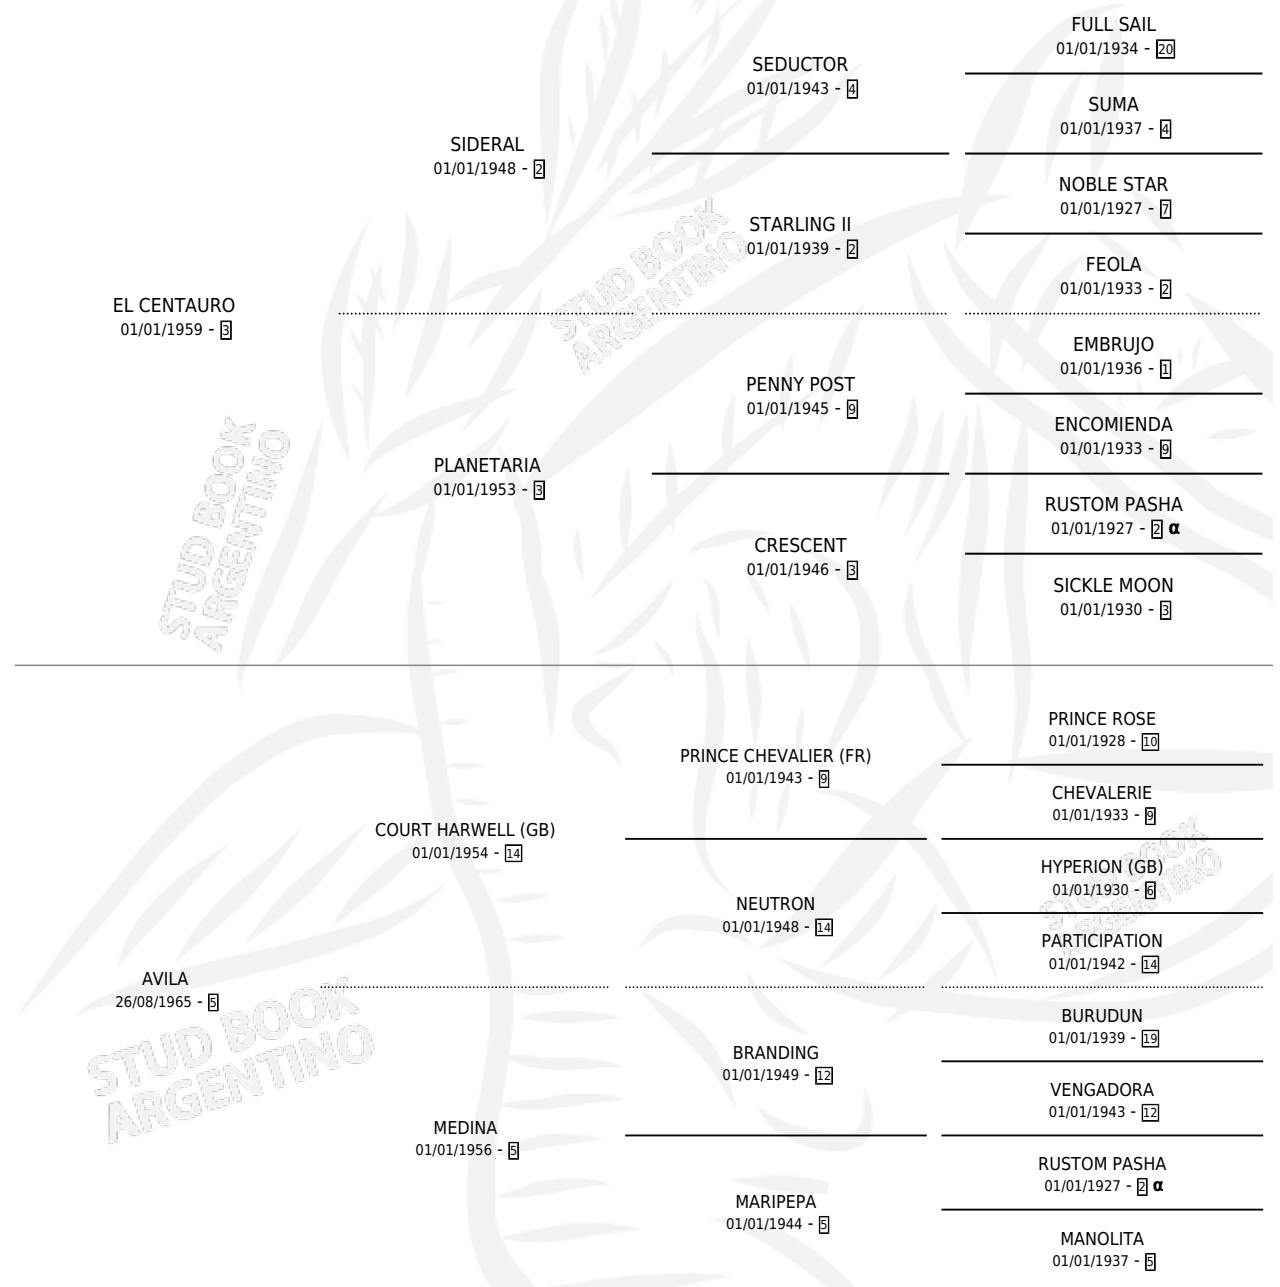 FULL SAIL
01/01/1934 - 20
SEDUCTOR
01/01/1943 - 4
SUMA
01/01/1937 - 4
SIDERAL
01/01/1948 - 2
NOBLE STAR
01/01/1927 - 7
STARLING II
01/01/1939 - 2
FEOLA
01/01/1933 - 2
EL CENTAURO
01/01/1959 - 3
EMBRUJO
01/01/1936 - 1
PENNY POST
01/01/1945 - 9
ENCOMIENDA
01/01/1933 - 9
PLANETARIA
01/01/1953 - 3
RUSTOM PASHA
01/01/1927 - 2 α
CRESCENT
01/01/1946 - 3
SICKLE MOON
01/01/1930 - 3
STUD BOOK
ARGENTINO
STUD BOOK
ARGENTINO
PRINCE ROSE
01/01/1928 - 10
PRINCE CHEVALIER (FR)
01/01/1943 - 9
CHEVALERIE
01/01/1933 - 9
COURT HARWELL (GB)
01/01/1954 - 14
HYPERION (GB)
01/01/1930 - 6
NEUTRON
01/01/1948 - 14
PARTICIPATION
01/01/1942 - 14
AVILA
26/08/1965 - 5
BURUDUN
01/01/1939 - 19
BRANDING
01/01/1949 - 12
VENGADORA
01/01/1943 - 12
MEDINA
01/01/1956 - 5
RUSTOM PASHA
01/01/1927 - 2 α
MARIPEPA
01/01/1944 - 5
MANOLITA
01/01/1937 - 5
STUD BOOK
ARGENTINO
STUD BOOK
ARGENTINO